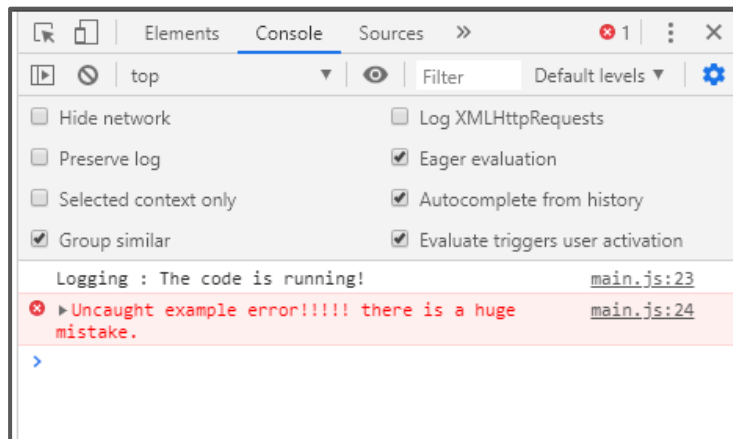 Elements Console Sources » 1
top Filter Default levels ▼
Hide network Log XMLHttpRequests
Preserve log Eager evaluation
Selected context only Autocomplete from history
Group similar Evaluate triggers user activation
Logging : The code is running! main.js:23
Uncaught example error!!!!! there is a huge main.js:24
mistake.